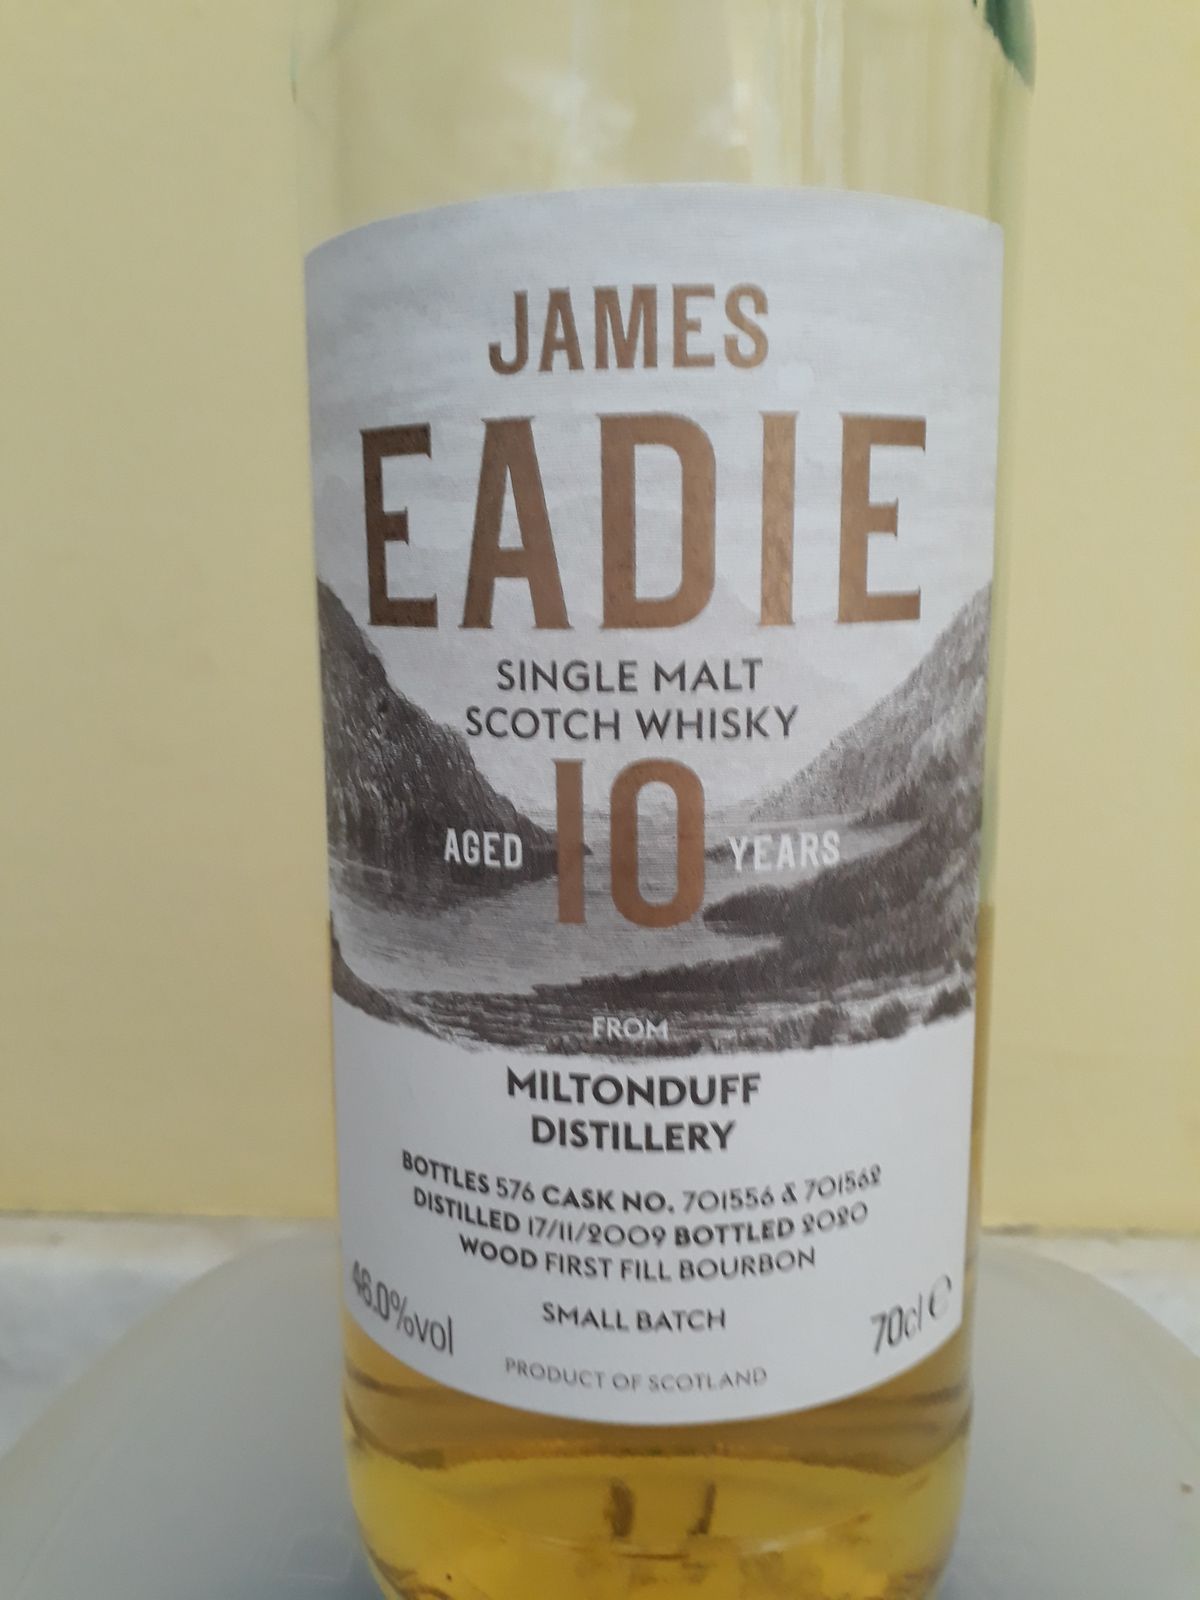 JAMES
EADIE
SINGLE MALT
SCOTCH WHISKY
AGED 10 YEARS
FROM
MILTONDUFF
DISTILLERY
BOTTLES 576 CASK NO. 701556 & 701562
DISTILLED 17/11/2009 BOTTLED 2020
WOOD FIRST FILL BOURBON
46.0%vol
SMALL BATCH
70cl ℮
PRODUCT OF SCOTLAND